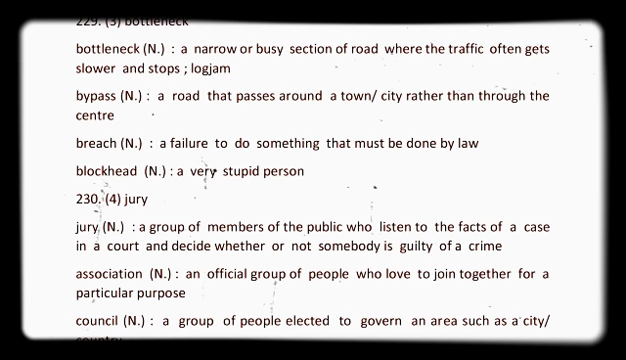 229. (3) bottleneck
bottleneck (N.) : a narrow or busy section of road where the traffic often gets
slower and stops ; logjam
bypass (N.) : a road that passes around a town/ city rather than through the
centre
breach (N.) : a failure to do something that must be done by law
blockhead (N.) : a very stupid person
230. (4) jury
jury (N.) : a group of members of the public who listen to the facts of a case
in a court and decide whether or not somebody is guilty of a crime
association (N.) : an official group of people who love to join together for a
particular purpose
council (N.) : a group of people elected to govern an area such as a city/
country